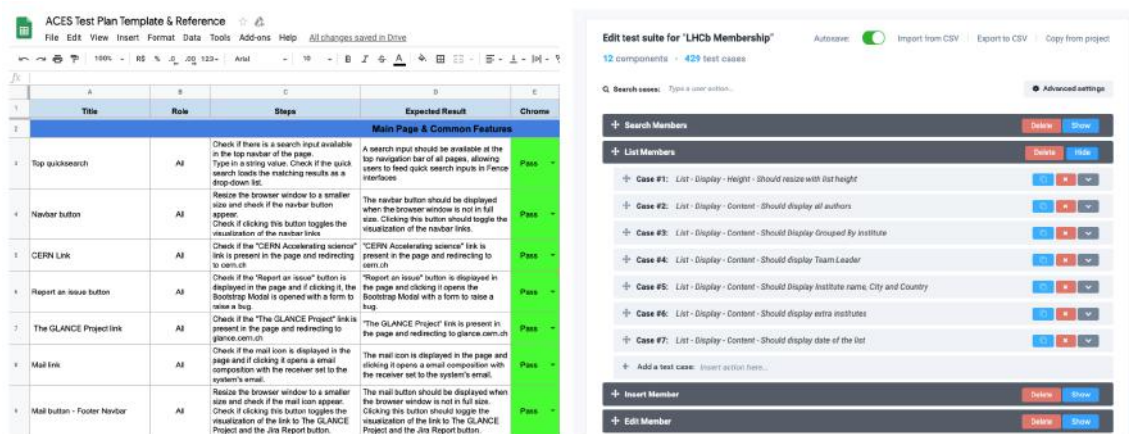 ACES Test Plan Template & Reference
File Edit View Insert Format Data Tools Add-ons Help All changes saved in Drive
100% R$ % .0 .00 123 Arial 10 B I S A
fx
A B C D E
1 Title Role Steps Expected Result Chrome
2 Main Page & Common Features
3 Top quicksearch All Pass
Check if there is a search input available
in the top navbar of the page.
Type in a string value. Check if the quick
search loads the matching results as a
drop-down list.
A search input should be available at the
top navigation bar of all pages, allowing
users to feed quick search inputs in Fence
interfaces
4 Navbar button All Pass
Resize the browser window to a smaller
size and check if the navbar button
appear.
Check if clicking this button toggles the
visualization of the navbar links
The navbar button should be displayed
when the browser window is not in full
size. Clicking this button should toggle the
visualization of the navbar links.
5 CERN Link All Pass
Check if the "CERN Accelerating science"
link is present in the page and redirecting
to cern.ch
"CERN Accelerating science" link is
present in the page and redirecting to
cern.ch
6 Report an issue button All Pass
Check if the "Report an issue" button is
displayed in the page and if clicking it, the
Bootstrap Modal is opened with a form to
raise a bug.
"Report an issue" button is displayed in
the page and clicking it opens the
Bootstrap Modal with a form to raise a
bug.
7 The GLANCE Project link All Pass
Check if the "The GLANCE Project" link is
present in the page and redirecting to
glance.cern.ch
"The GLANCE Project" link is present in
the page and redirecting to glance.cern.ch
8 Mail link All Pass
Check if the mail icon is displayed in the
page and if clicking it opens a email
composition with the receiver set to the
system's email.
The mail icon is displayed in the page and
clicking it opens a email composition with
the receiver set to the system's email.
9 Mail button - Footer Navbar All Pass
Resize the browser window to a smaller
size and check if the mail icon appear.
Check if clicking this button toggles the
visualization of the link to The GLANCE
Project and the Jira Report button.
The mail button should be displayed when
the browser window is not in full size.
Clicking this button should toggle the
visualization of the link to The GLANCE
Project and the Jira Report button.
Edit test suite for "LHCb Membership" Autosave: Import from CSV Export to CSV Copy from project
12 components · 429 test cases
Search cases: Type a user action... Advanced settings
Search Members Delete Show
List Members Delete Hide
Case #1: List - Display - Height - Should resize with list height
Case #2: List - Display - Content - Should display all authors
Case #3: List - Display - Content - Should Display Grouped By institute
Case #4: List - Display - Content - Should display Team Leader
Case #5: List - Display - Content - Should Display Institute name, City and Country
Case #6: List - Display - Content - Should display extra institutes
Case #7: List - Display - Content - Should display date of the list
Add a test case: Insert action here...
Insert Member Delete Show
Edit Member Delete Show